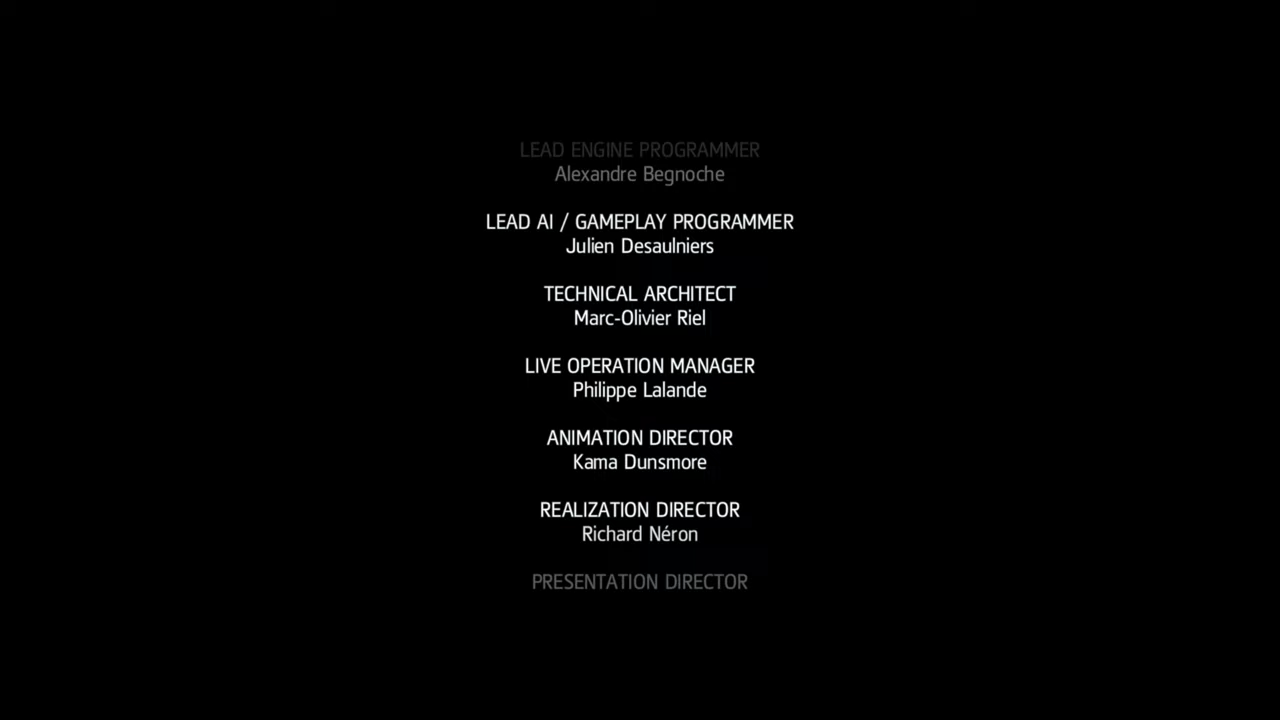 LEAD ENGINE PROGRAMMER
Alexandre Begnoche
LEAD AI / GAMEPLAY PROGRAMMER
Julien Desaulniers
TECHNICAL ARCHITECT
Marc-Olivier Riel
LIVE OPERATION MANAGER
Philippe Lalande
ANIMATION DIRECTOR
Kama Dunsmore
REALIZATION DIRECTOR
Richard Néron
PRESENTATION DIRECTOR